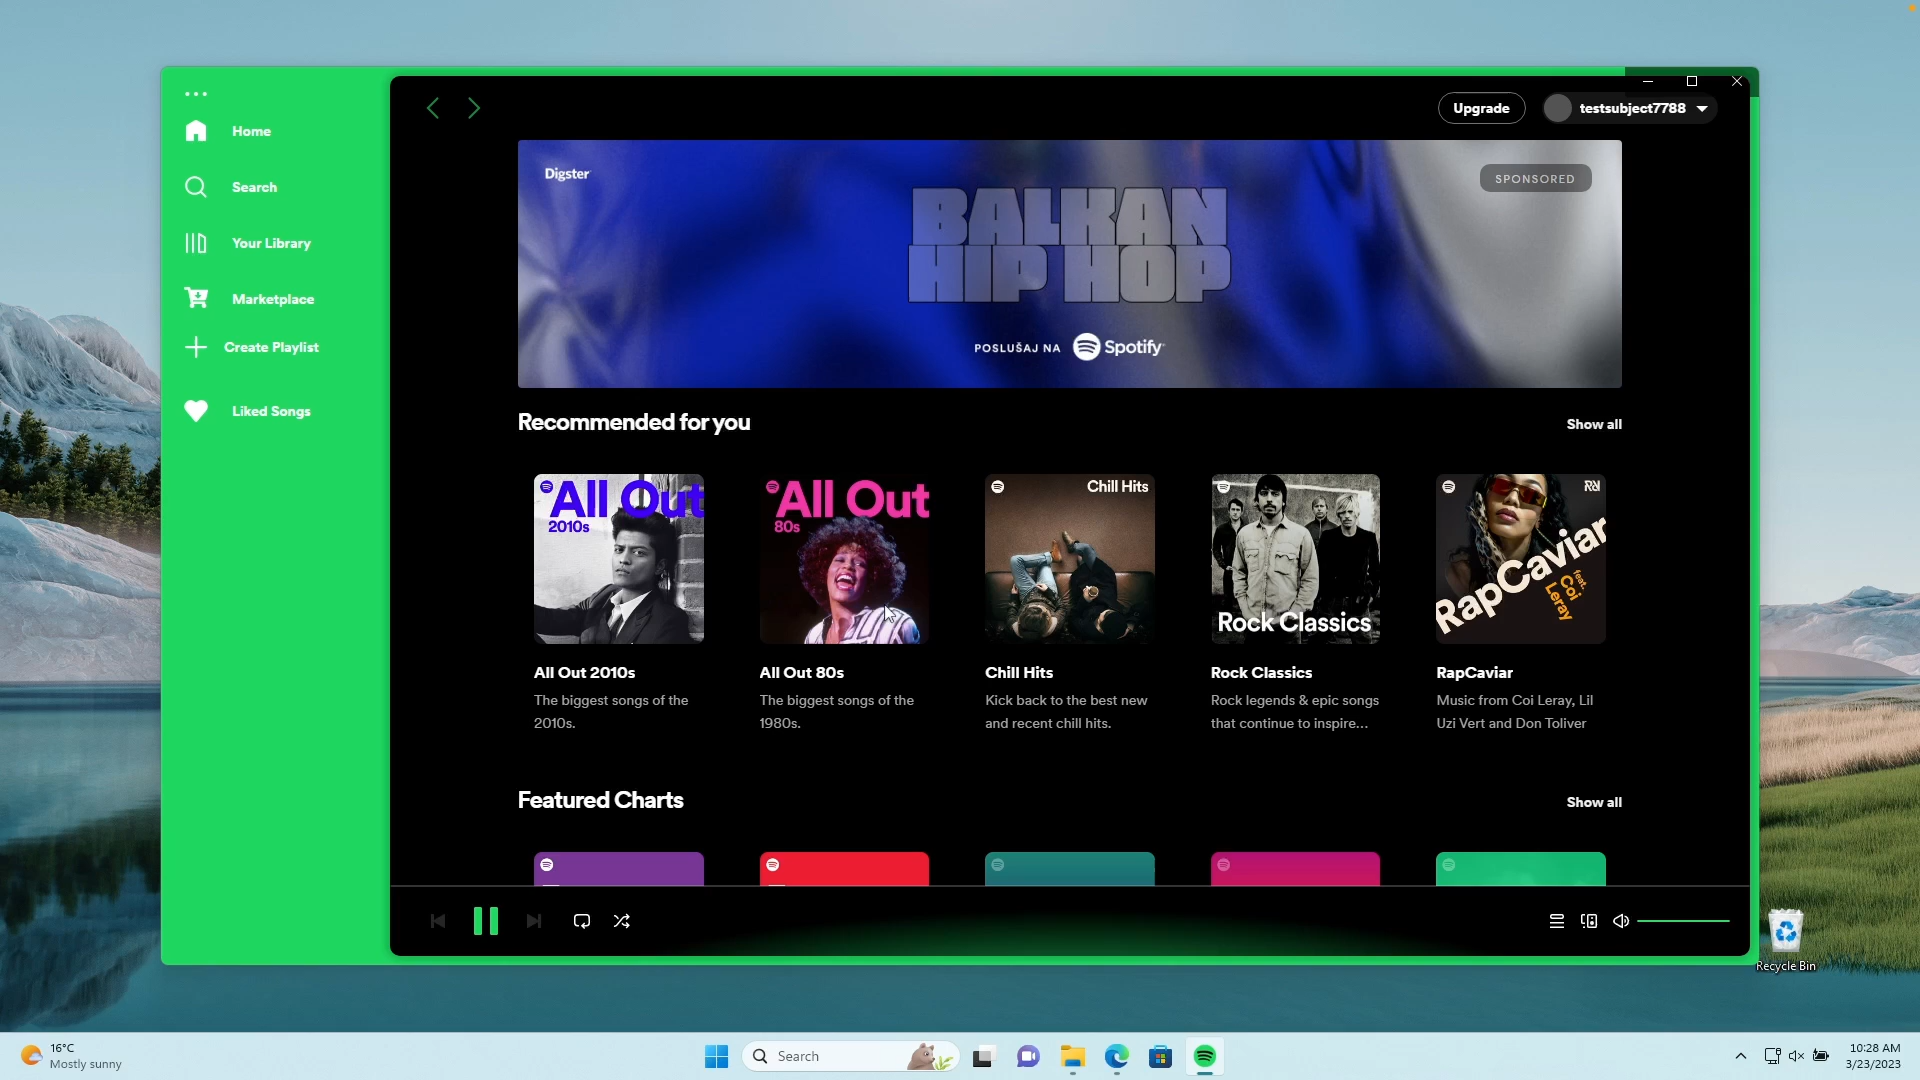 Home
Search
Your Library
Marketplace
Create Playlist
Liked Songs
Upgrade
testsubject7788
Digster
SPONSORED
BALKAN
HIP HOP
POSLUŠAJ NA Spotify
Recommended for you
Show all
All Out
2010s
All Out
80s
Chill Hits
Rock Classics
RapCaviar
feat.
Coi
Leray
All Out 2010s
The biggest songs of the
2010s.
All Out 80s
The biggest songs of the
1980s.
Chill Hits
Kick back to the best new
and recent chill hits.
Rock Classics
Rock legends & epic songs
that continue to inspire...
RapCaviar
Music from Coi Leray, Lil
Uzi Vert and Don Toliver
Featured Charts
Show all
Recycle Bin
16°C
Mostly sunny
Search
10:28 AM
3/23/2023